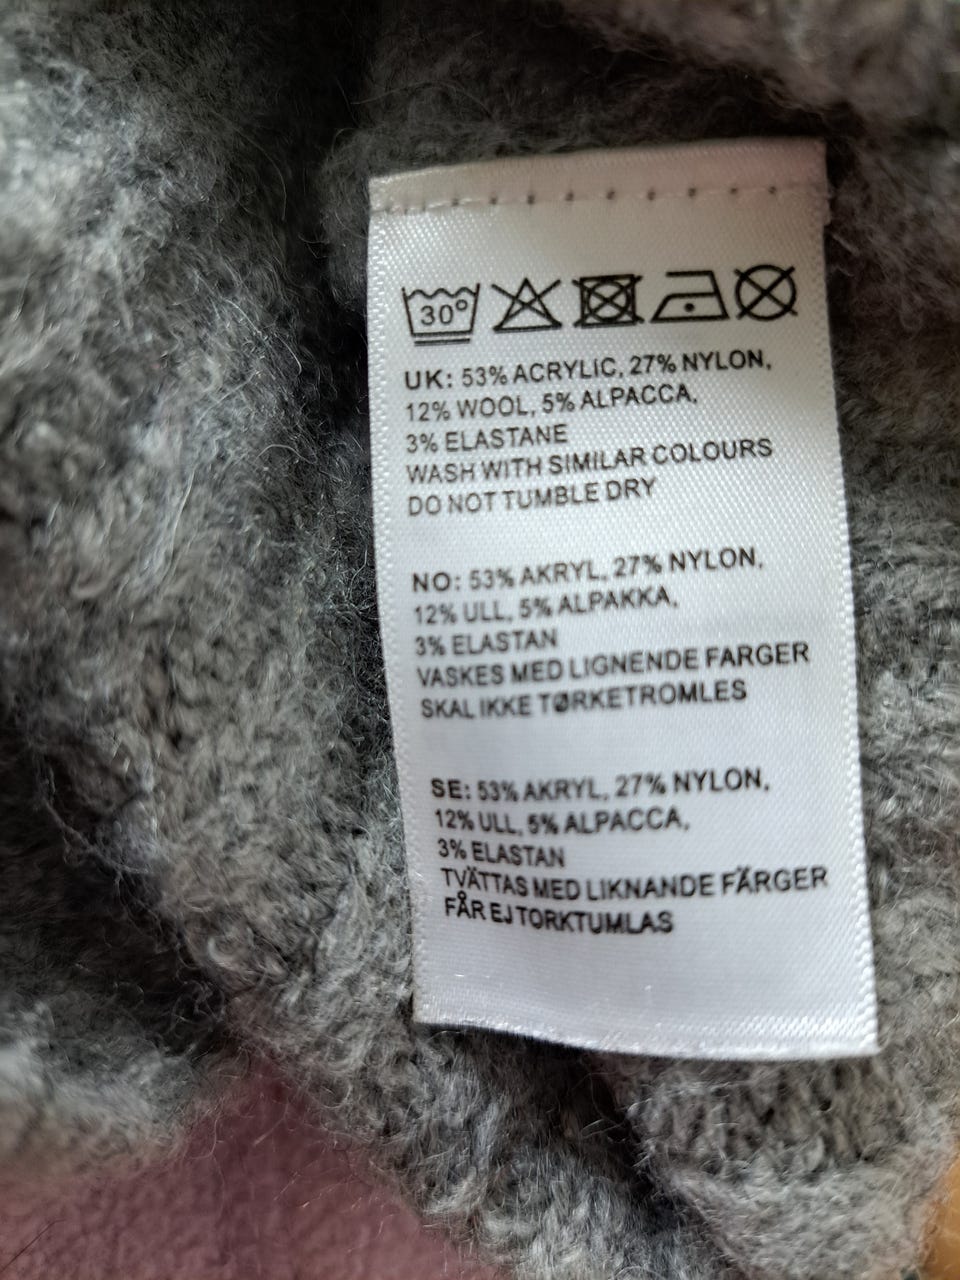 30°
UK: 53% ACRYLIC, 27% NYLON,
12% WOOL, 5% ALPACCA,
3% ELASTANE
WASH WITH SIMILAR COLOURS
DO NOT TUMBLE DRY
NO: 53% AKRYL, 27% NYLON,
12% ULL, 5% ALPAKKA,
3% ELASTAN
VASKES MED LIGNENDE FARGER
SKAL IKKE TØRKETROMLES
SE: 53% AKRYL, 27% NYLON,
12% ULL, 5% ALPACCA,
3% ELASTAN
TVÄTTAS MED LIKNANDE FÄRGER
FÅR EJ TORKTUMLAS